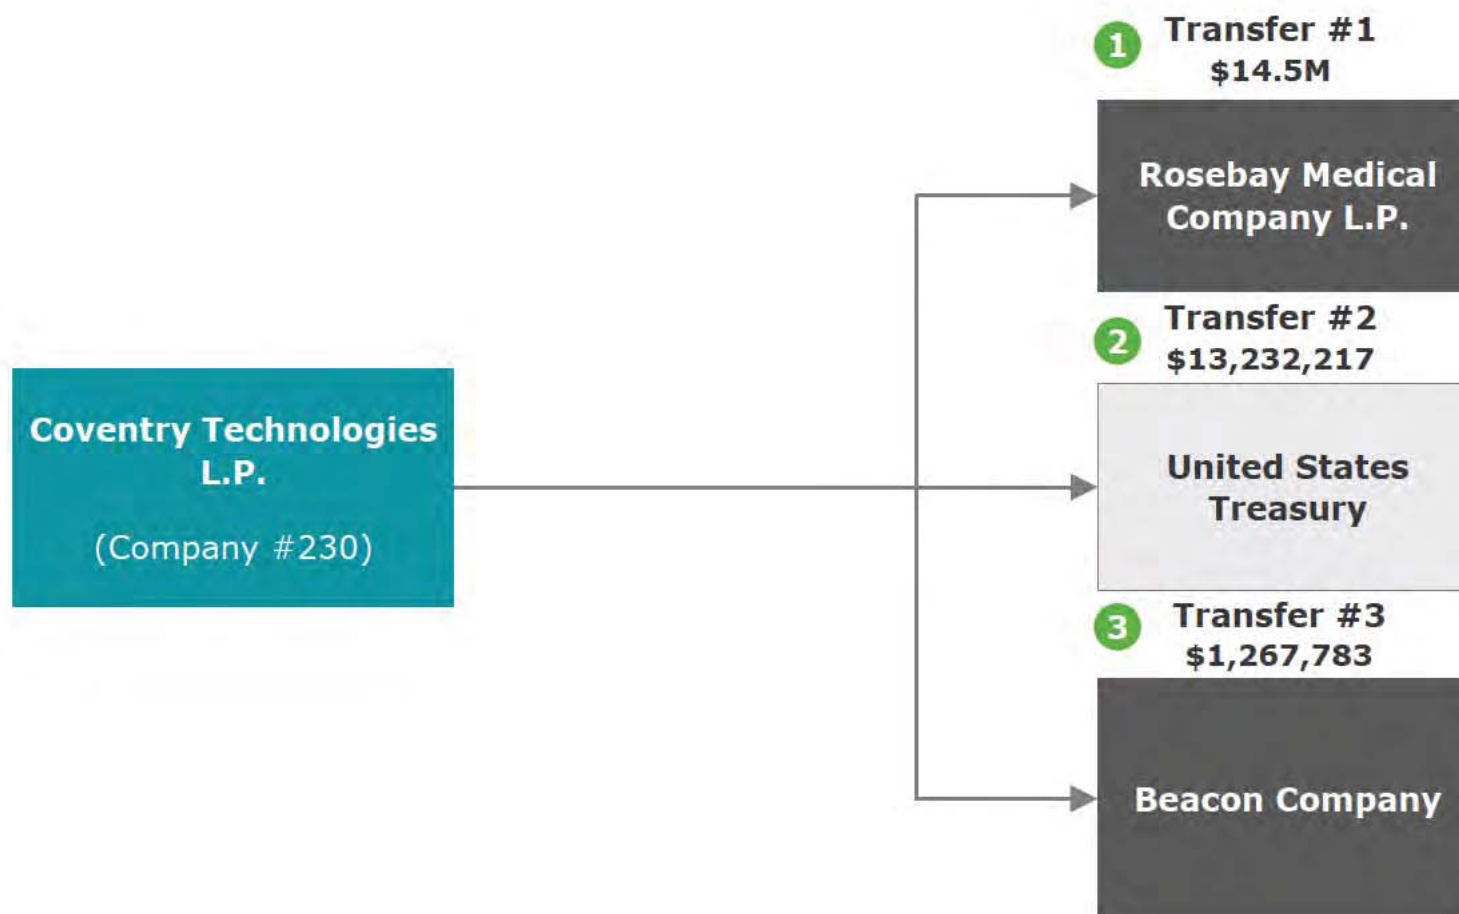 1
Transfer #1
$14.5M
Rosebay Medical
Company L.P.
2
Transfer #2
$13,232,217
Coventry Technologies
L.P.
(Company #230)
United States
Treasury
3
Transfer #3
$1,267,783
Beacon Company